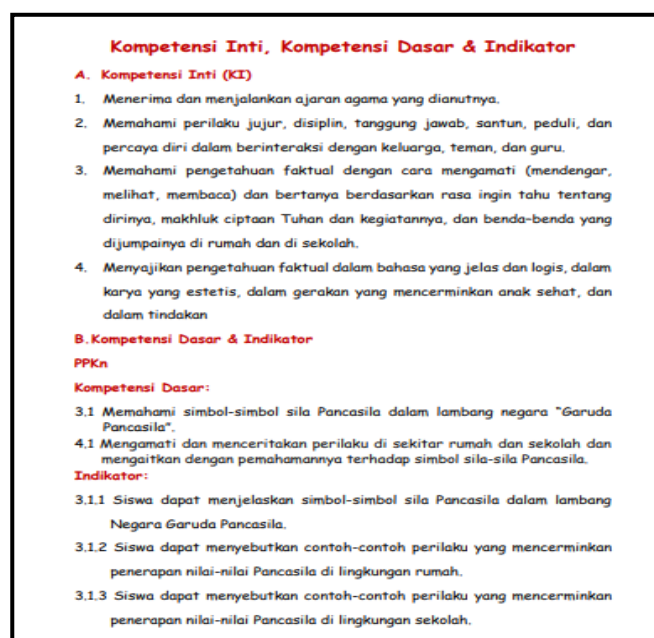 Kompetensi Inti, Kompetensi Dasar & Indikator
A. Kompetensi Inti (KI)
1. Menerima dan menjalankan ajaran agama yang dianutnya.
2. Memahami perilaku jujur, disiplin, tanggung jawab, santun, peduli, dan
percaya diri dalam berinteraksi dengan keluarga, teman, dan guru.
3. Memahami pengetahuan faktual dengan cara mengamati (mendengar,
melihat, membaca) dan bertanya berdasarkan rasa ingin tahu tentang
dirinya, makhluk ciptaan Tuhan dan kegiatannya, dan benda-benda yang
dijumpainya di rumah dan di sekolah.
4. Menyajikan pengetahuan faktual dalam bahasa yang jelas dan logis, dalam
karya yang estetis, dalam gerakan yang mencerminkan anak sehat, dan
dalam tindakan
B. Kompetensi Dasar & Indikator
PPKn
Kompetensi Dasar:
3.1 Memahami simbol-simbol sila Pancasila dalam lambang negara "Garuda
Pancasila".
4.1 Mengamati dan menceritakan perilaku di sekitar rumah dan sekolah dan
mengaitkan dengan pemahamannya terhadap simbol sila-sila Pancasila.
Indikator:
3.1.1 Siswa dapat menjelaskan simbol-simbol sila Pancasila dalam lambang
Negara Garuda Pancasila.
3.1.2 Siswa dapat menyebutkan contoh-contoh perilaku yang mencerminkan
penerapan nilai-nilai Pancasila di lingkungan rumah.
3.1.3 Siswa dapat menyebutkan contoh-contoh perilaku yang mencerminkan
penerapan nilai-nilai Pancasila di lingkungan sekolah.